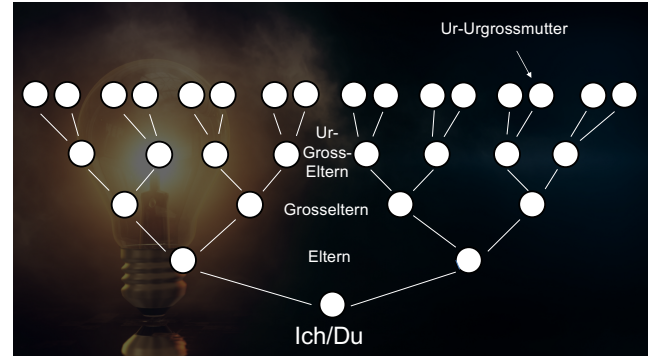 Ur-Urgrossmutter
Ur-
Gross-
Eltern
Grosseltern
Eltern
Ich/Du